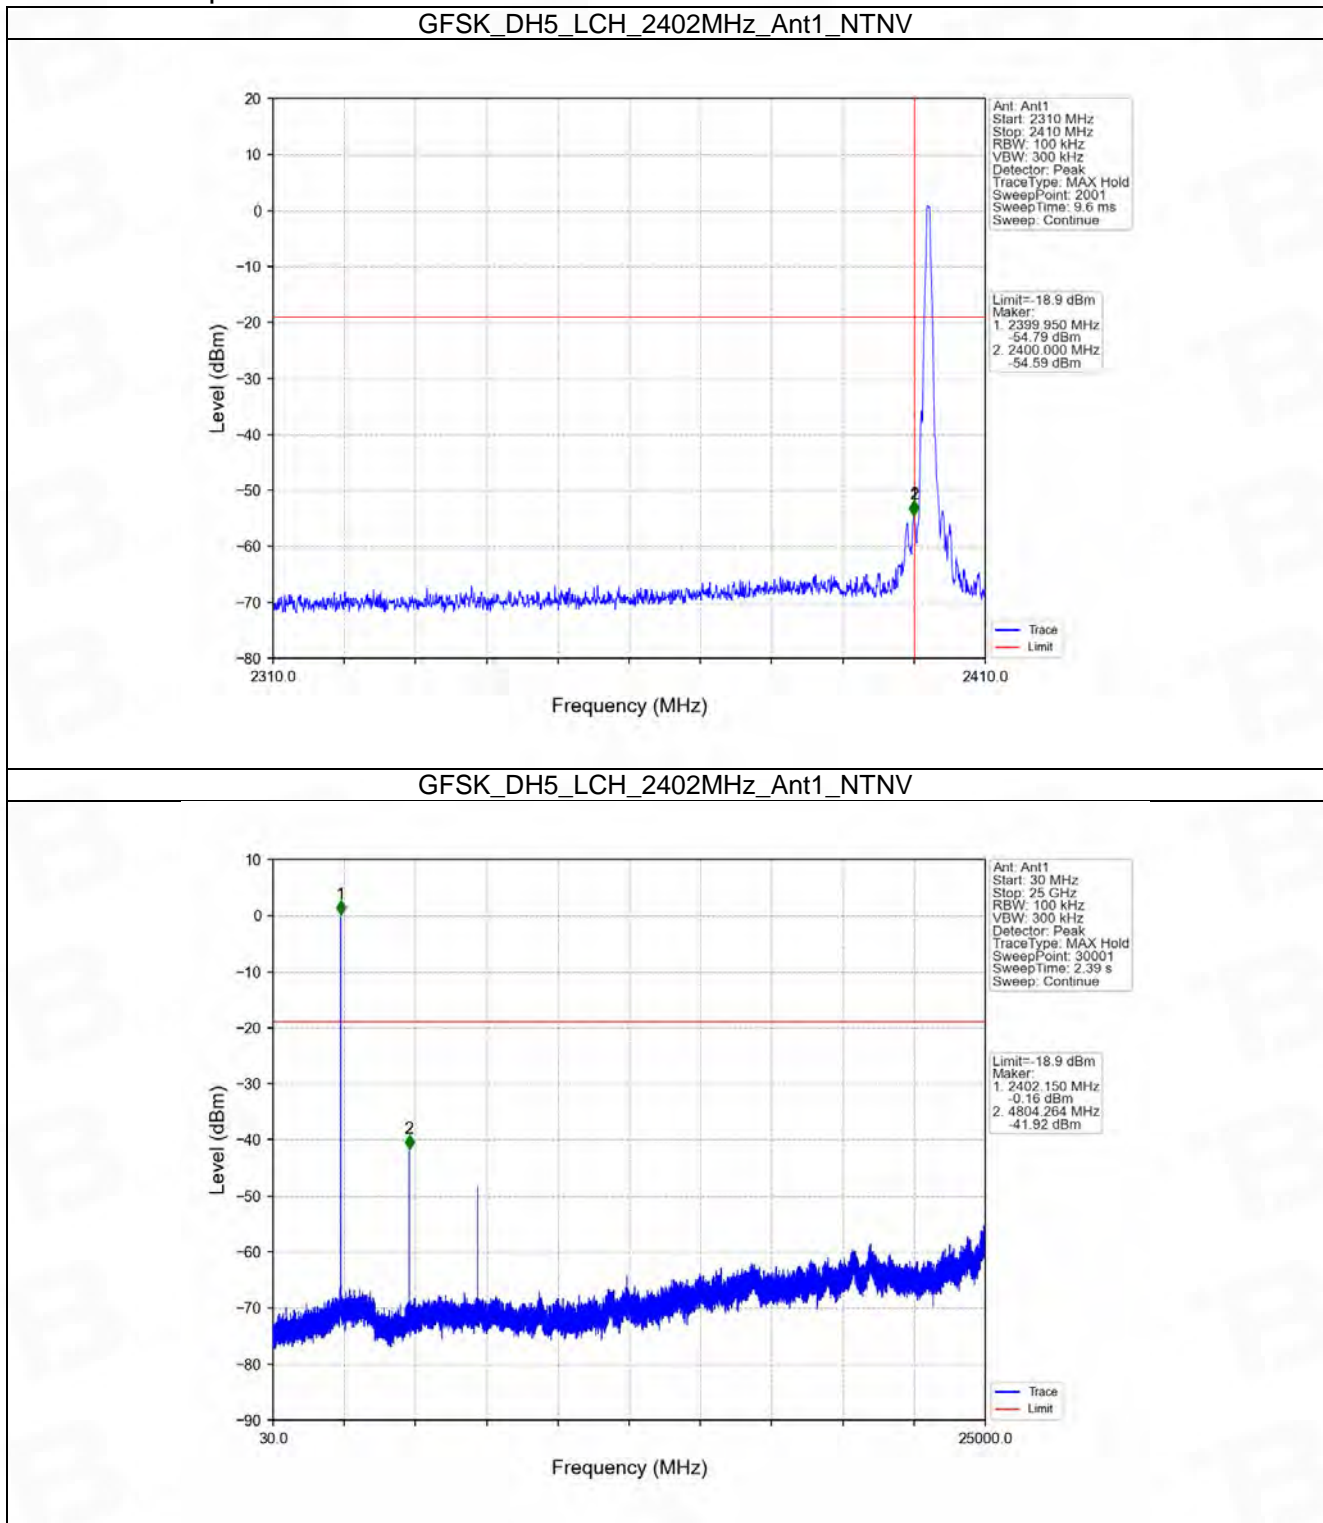 GFSK_DH5_LCH_2402MHz_Ant1_NTNV
20
10
0
−10
−20
−30
−40
−50
−60
−70
−80
Level (dBm)
2310.0
2410.0
Frequency (MHz)
2
Ant: Ant1
Start: 2310 MHz
Stop: 2410 MHz
RBW: 100 kHz
VBW: 300 kHz
Detector: Peak
TraceType: MAX Hold
SweepPoint: 2001
SweepTime: 9.6 ms
Sweep: Continue
Limit=-18.9 dBm
Maker:
1. 2399.950 MHz
-54.79 dBm
2. 2400.000 MHz
-54.59 dBm
Trace
Limit
GFSK_DH5_LCH_2402MHz_Ant1_NTNV
10
0
−10
−20
−30
−40
−50
−60
−70
−80
−90
Level (dBm)
30.0
25000.0
Frequency (MHz)
1
2
Ant: Ant1
Start: 30 MHz
Stop: 25 GHz
RBW: 100 kHz
VBW: 300 kHz
Detector: Peak
TraceType: MAX Hold
SweepPoint: 30001
SweepTime: 2.39 s
Sweep: Continue
Limit=-18.9 dBm
Maker:
1. 2402.150 MHz
-0.16 dBm
2. 4804.264 MHz
-41.92 dBm
Trace
Limit